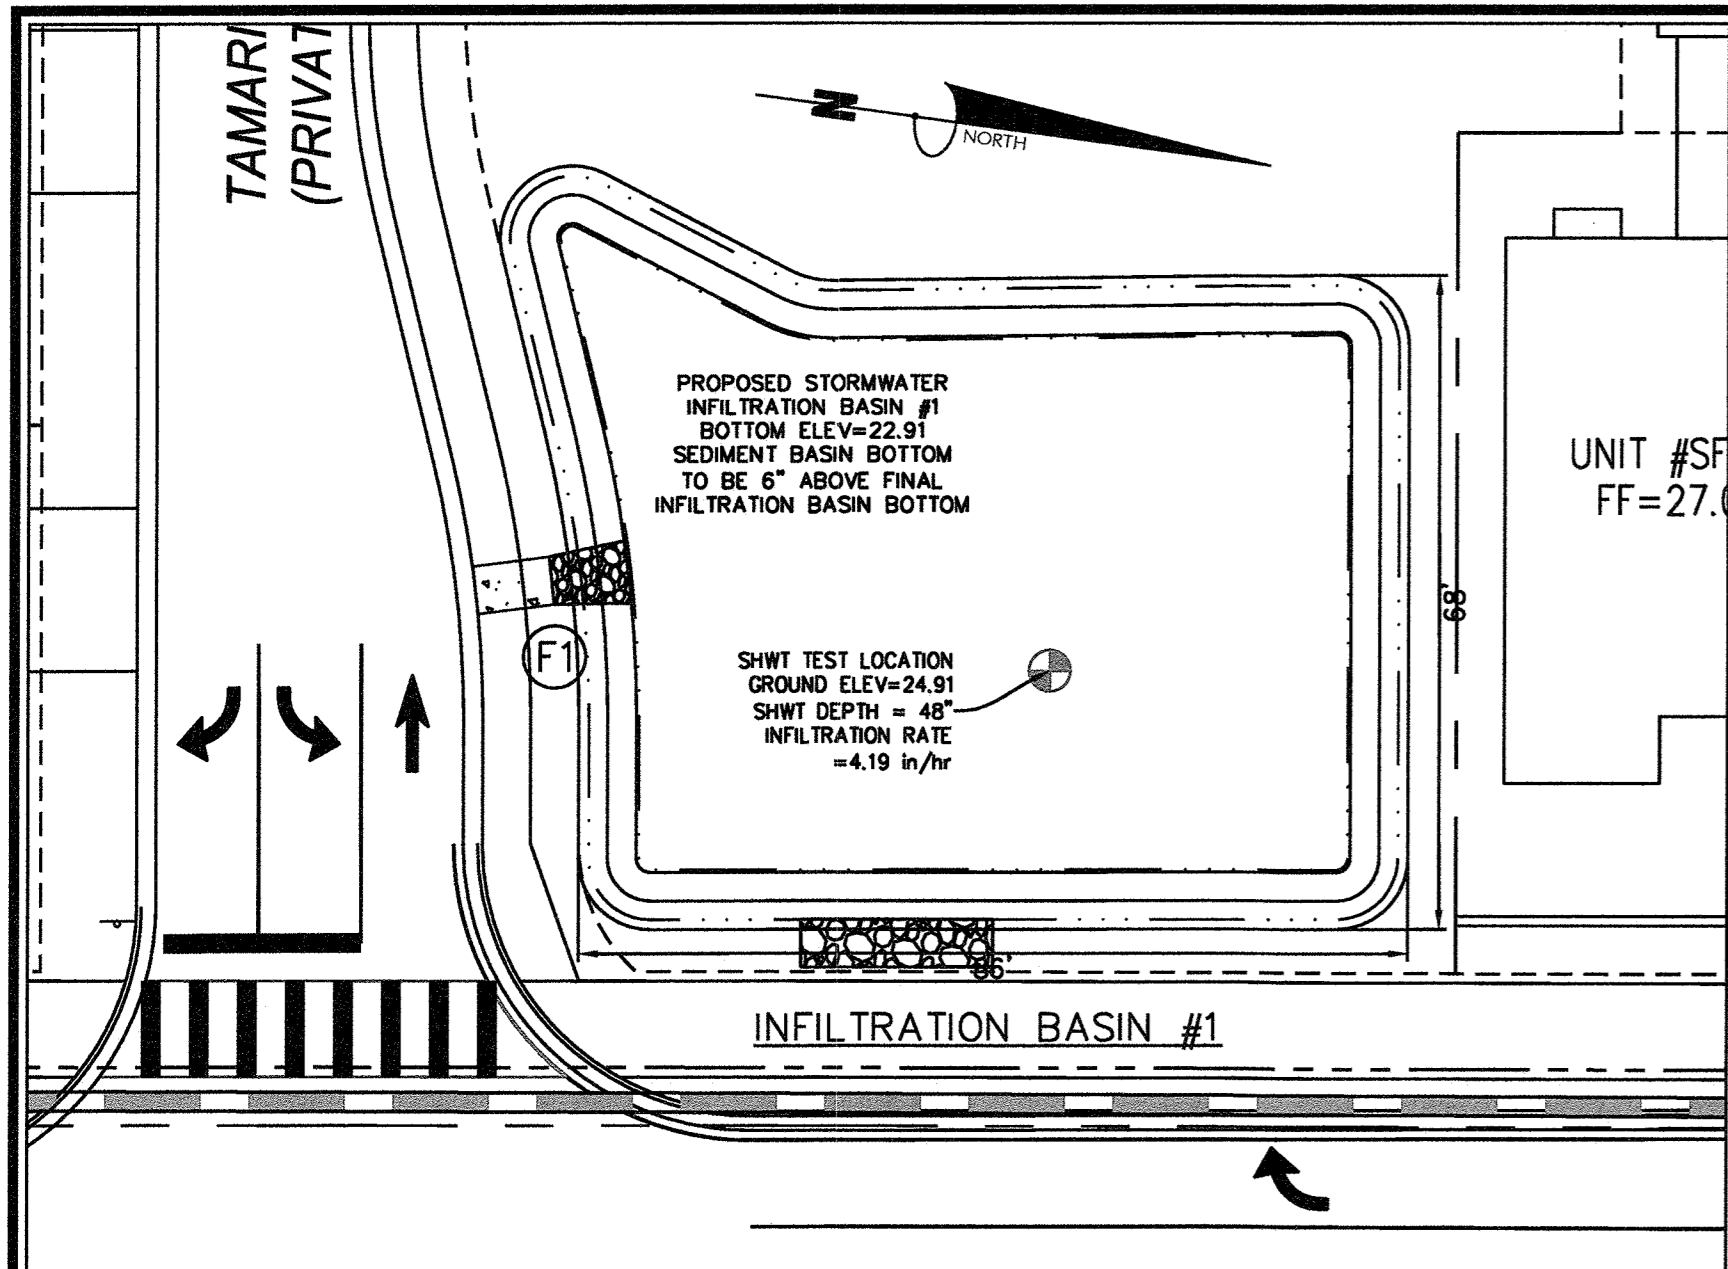 TAMARI
(PRIVAT
N
NORTH
PROPOSED STORMWATER
INFILTRATION BASIN #1
BOTTOM ELEV=22.91
SEDIMENT BASIN BOTTOM
TO BE 6" ABOVE FINAL
INFILTRATION BASIN BOTTOM
UNIT #SF
FF=27.0
68'
F1
SHWT TEST LOCATION
GROUND ELEV=24.91
SHWT DEPTH = 48"
INFILTRATION RATE
=4.19 in/hr
86'
INFILTRATION BASIN #1